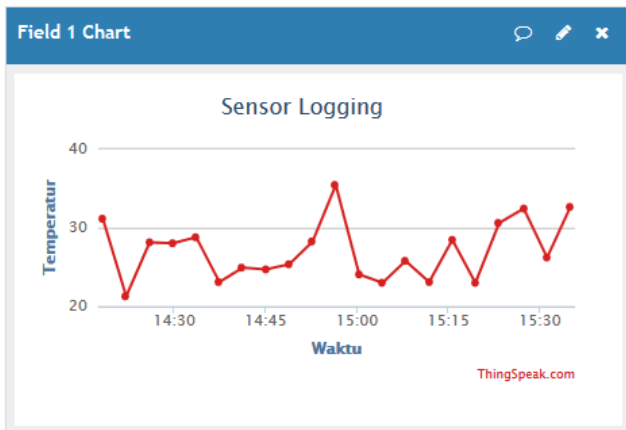 Field 1 Chart
Sensor Logging
Temperatur
40
30
20
14:30 14:45 15:00 15:15 15:30
Waktu
ThingSpeak.com